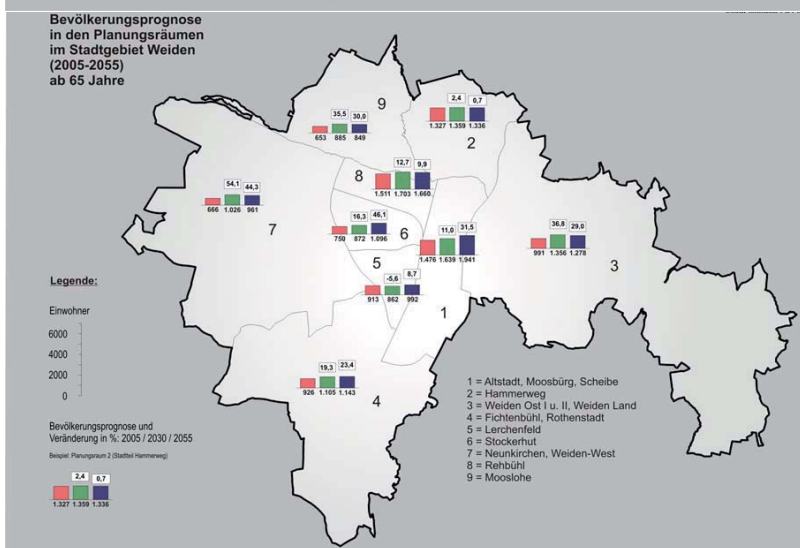 Bevölkerungsprognose
in den Planungsräumen
im Stadtgebiet Weiden
(2005-2055)
ab 65 Jahre
9
35,5 30,0
653 885 849
2,4 0,7
1.327 1.359 1.336
2
8
12,7 9,9
1.511 1.703 1.660
54,1 44,3
666 1.026 961
7
16,3 46,1
750 872 1.096
6
11,0 31,5
1.476 1.639 1.941
36,8 29,0
991 1.356 1.278
3
5
-5,6 8,7
913 862 992
1
19,3 23,4
926 1.105 1.143
4
Legende:
Einwohner
6000
4000
2000
0
Bevölkerungsprognose und
Veränderung in %: 2005 / 2030 / 2055
Beispiel: Planungsraum 2 (Stadtteil Hammerweg)
2,4 0,7
1.327 1.359 1.336
1 = Altstadt, Moosbürg, Scheibe
2 = Hammerweg
3 = Weiden Ost I u. II, Weiden Land
4 = Fichtenbühl, Rothenstadt
5 = Lerchenfeld
6 = Stockerhut
7 = Neunkirchen, Weiden-West
8 = Rehbühl
9 = Mooslohe